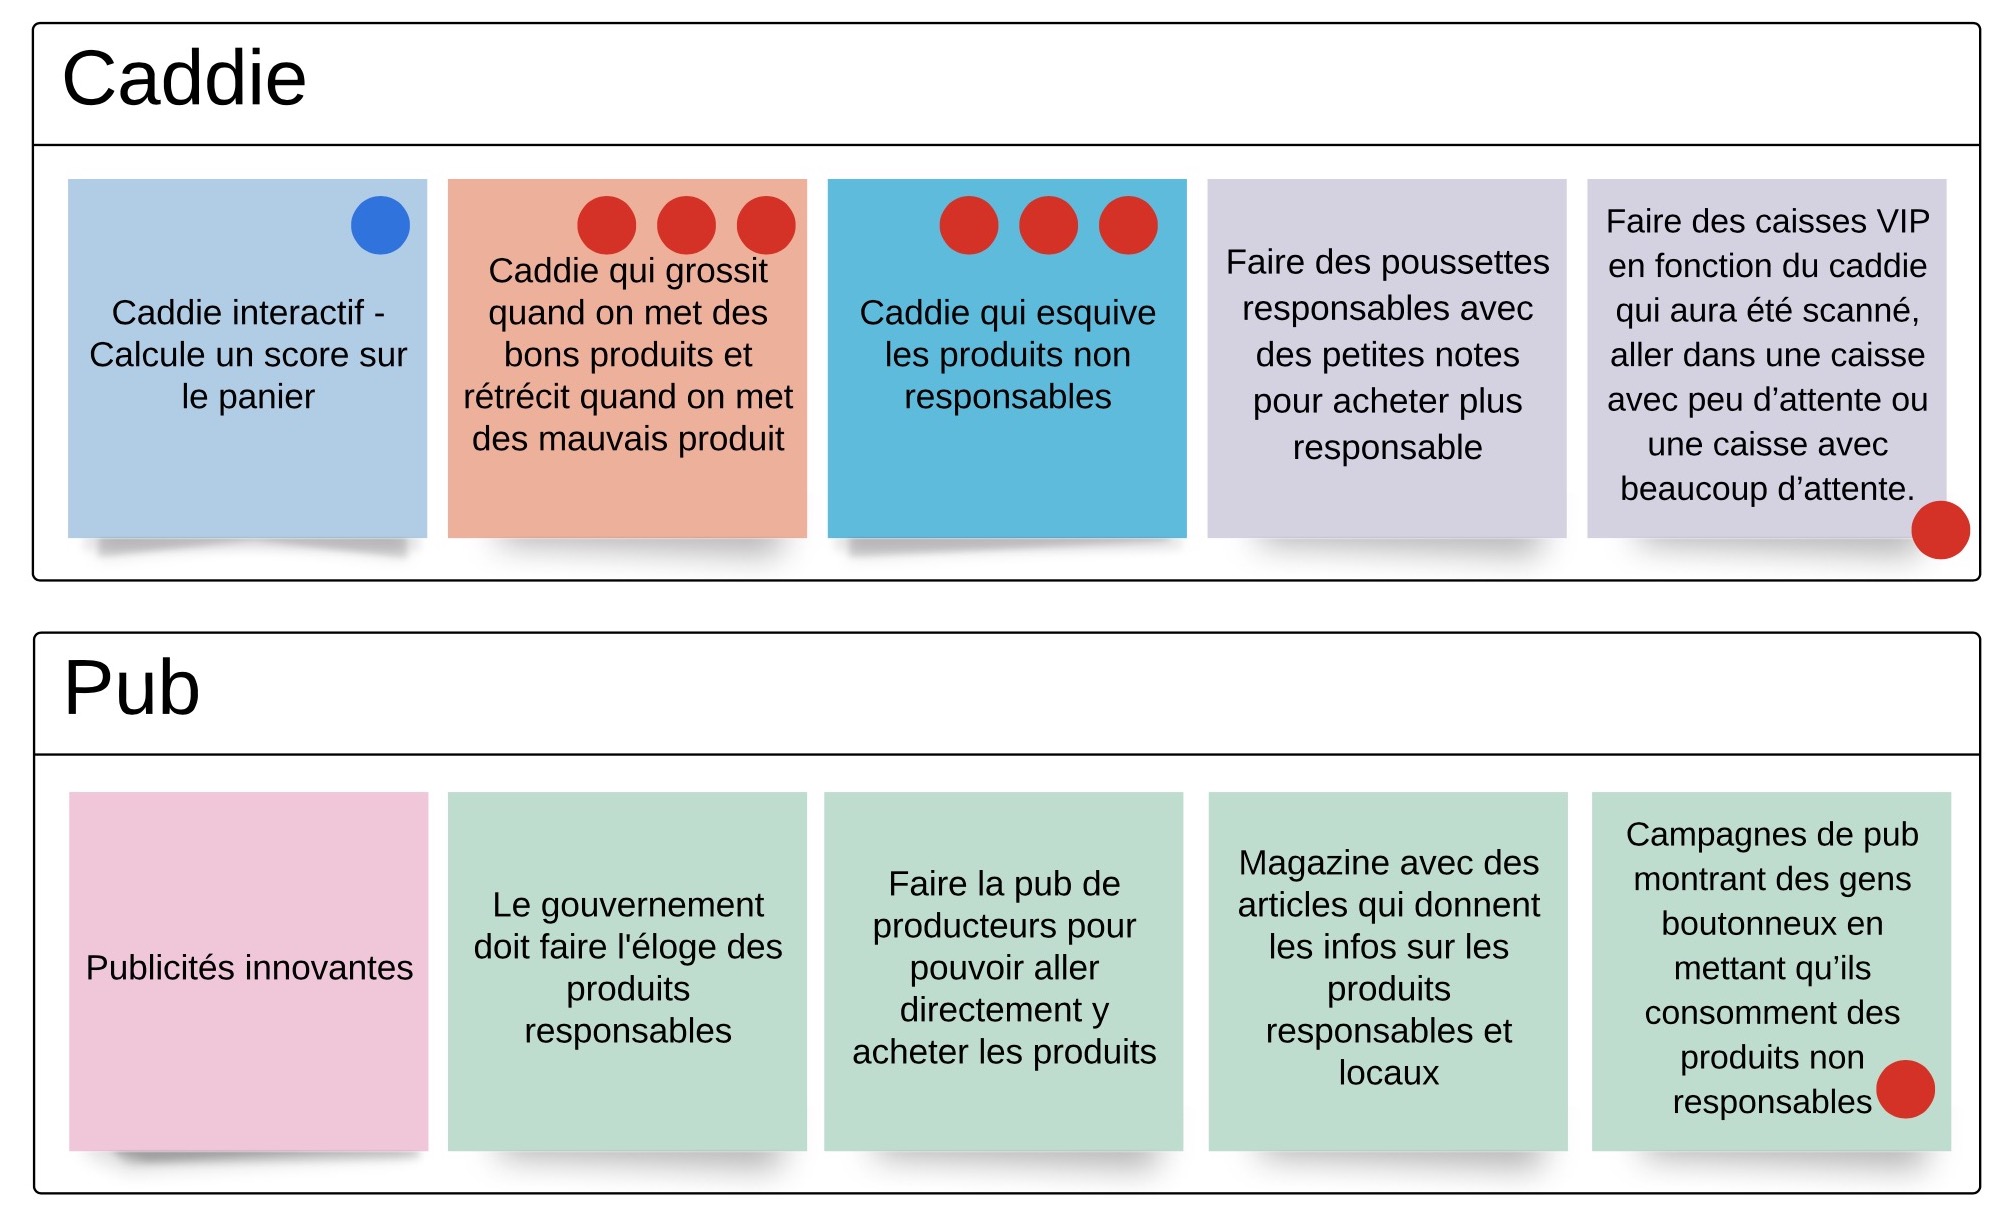 Caddie
Caddie interactif -
Calcule un score sur
le panier
Caddie qui grossit
quand on met des
bons produits et
rétrécit quand on met
des mauvais produit
Caddie qui esquive
les produits non
responsables
Faire des poussettes
responsables avec
des petites notes
pour acheter plus
responsable
Faire des caisses VIP
en fonction du caddie
qui aura été scanné,
aller dans une caisse
avec peu d’attente ou
une caisse avec
beaucoup d’attente.
Pub
Publicités innovantes
Le gouvernement
doit faire l'éloge des
produits
responsables
Faire la pub de
producteurs pour
pouvoir aller
directement y
acheter les produits
Magazine avec des
articles qui donnent
les infos sur les
produits
responsables et
locaux
Campagnes de pub
montrant des gens
boutonneux en
mettant qu’ils
consomment des
produits non
responsables